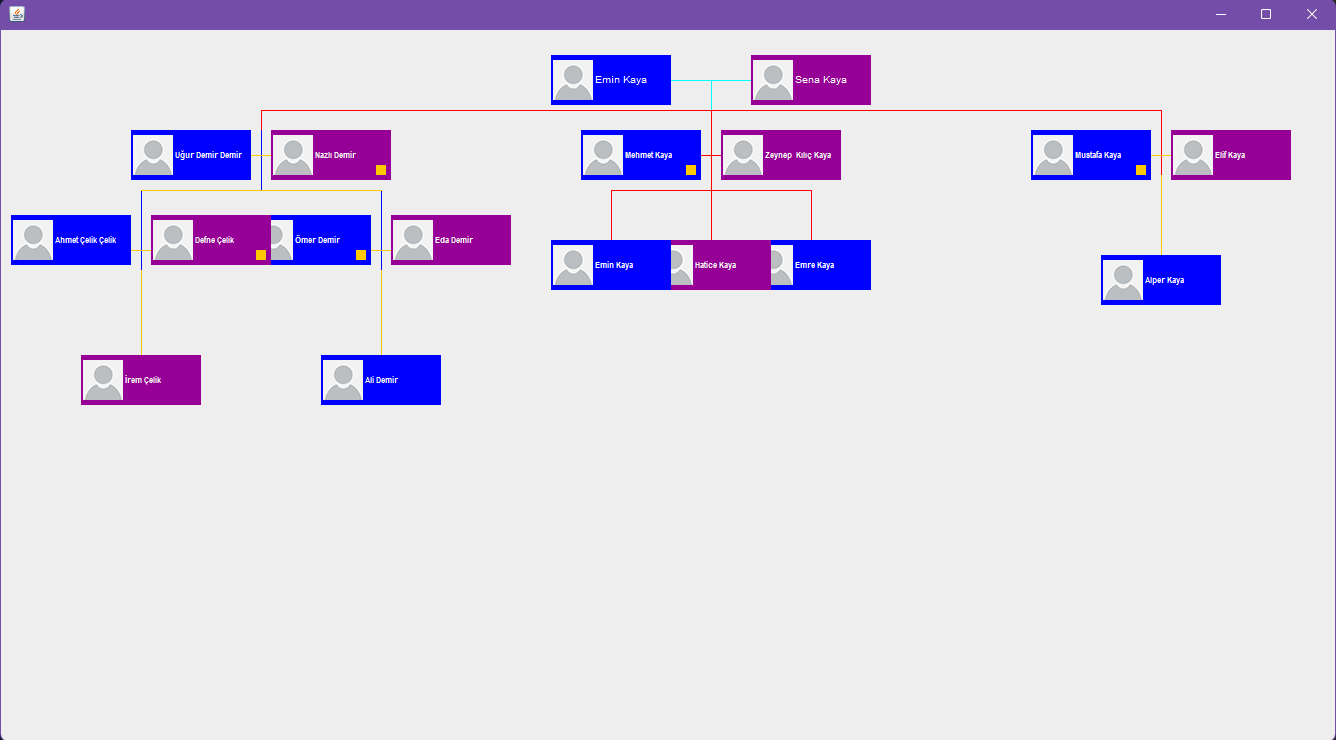 Emin Kaya
Sena Kaya
Uğur Demir Demir
Nazlı Demir
Mehmet Kaya
Zeynep Kılıç Kaya
Mustafa Kaya
Elif Kaya
Ahmet Çelik Çelik
Defne Çelik
Ömer Demir
Eda Demir
Emin Kaya
Hatice Kaya
Emre Kaya
Alper Kaya
İrem Çelik
Ali Demir